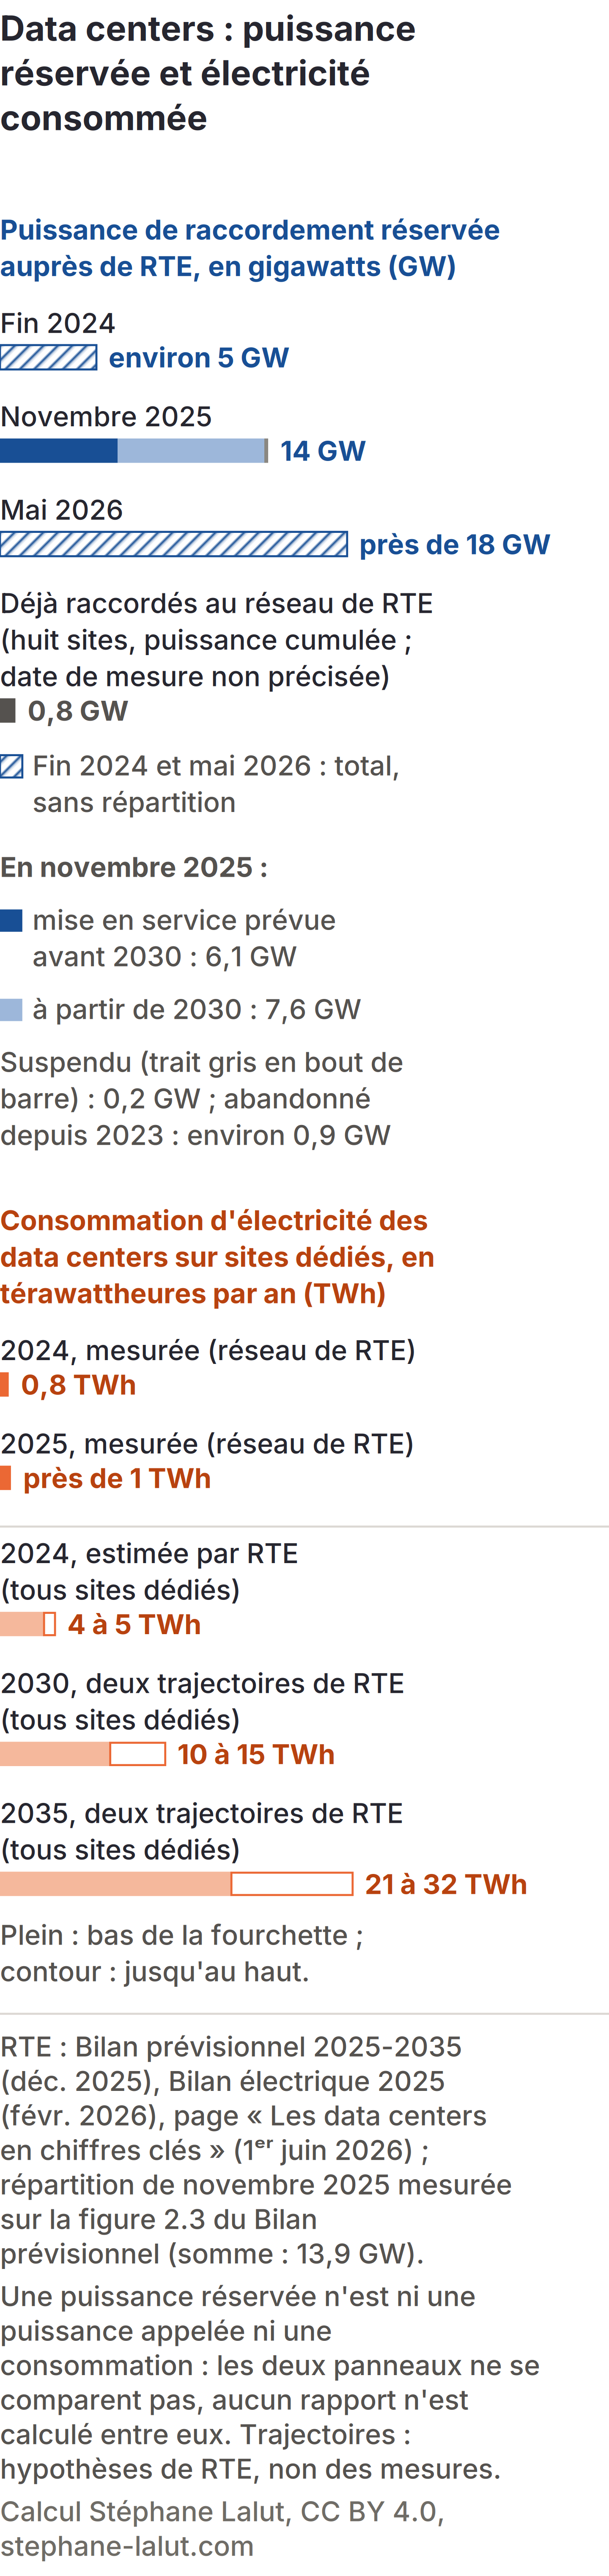 Data centers : puissance
réservée et électricité
consommée
Puissance de raccordement réservée
auprès de RTE, en gigawatts (GW)
Fin 2024
environ 5 GW
Novembre 2025
14 GW
Mai 2026
près de 18 GW
Déjà raccordés au réseau de RTE
(huit sites, puissance cumulée ;
date de mesure non précisée)
0,8 GW
Fin 2024 et mai 2026 : total,
sans répartition
En novembre 2025 :
mise en service prévue
avant 2030 : 6,1 GW
à partir de 2030 : 7,6 GW
Suspendu (trait gris en bout de
barre) : 0,2 GW ; abandonné
depuis 2023 : environ 0,9 GW
Consommation d'électricité des
data centers sur sites dédiés, en
térawattheures par an (TWh)
2024, mesurée (réseau de RTE)
0,8 TWh
2025, mesurée (réseau de RTE)
près de 1 TWh
2024, estimée par RTE
(tous sites dédiés)
4 à 5 TWh
2030, deux trajectoires de RTE
(tous sites dédiés)
10 à 15 TWh
2035, deux trajectoires de RTE
(tous sites dédiés)
21 à 32 TWh
Plein : bas de la fourchette ;
contour : jusqu'au haut.
RTE : Bilan prévisionnel 2025-2035
(déc. 2025), Bilan électrique 2025
(févr. 2026), page « Les data centers
en chiffres clés » (1ᵉʳ juin 2026) ;
répartition de novembre 2025 mesurée
sur la figure 2.3 du Bilan
prévisionnel (somme : 13,9 GW).
Une puissance réservée n'est ni une
puissance appelée ni une
consommation : les deux panneaux ne se
comparent pas, aucun rapport n'est
calculé entre eux. Trajectoires :
hypothèses de RTE, non des mesures.
Calcul Stéphane Lalut, CC BY 4.0,
stephane-lalut.com